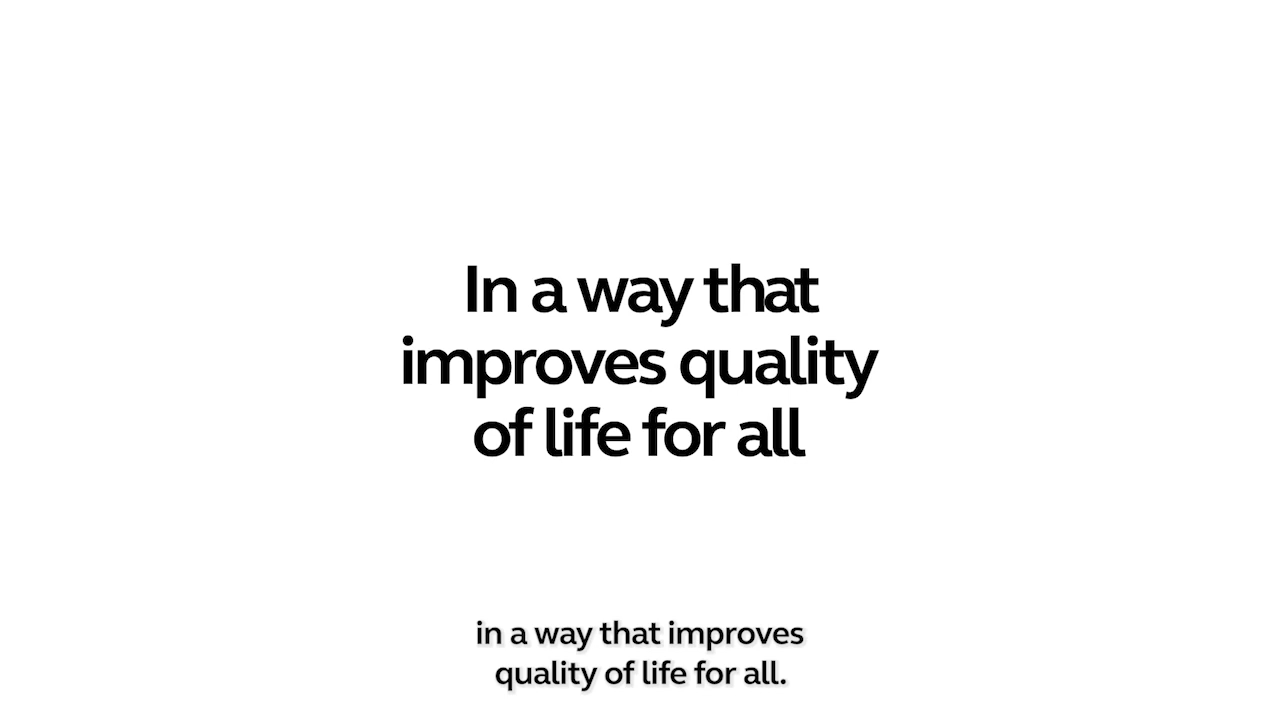 In a way that
improves quality
of life for all
in a way that improves
quality of life for all.